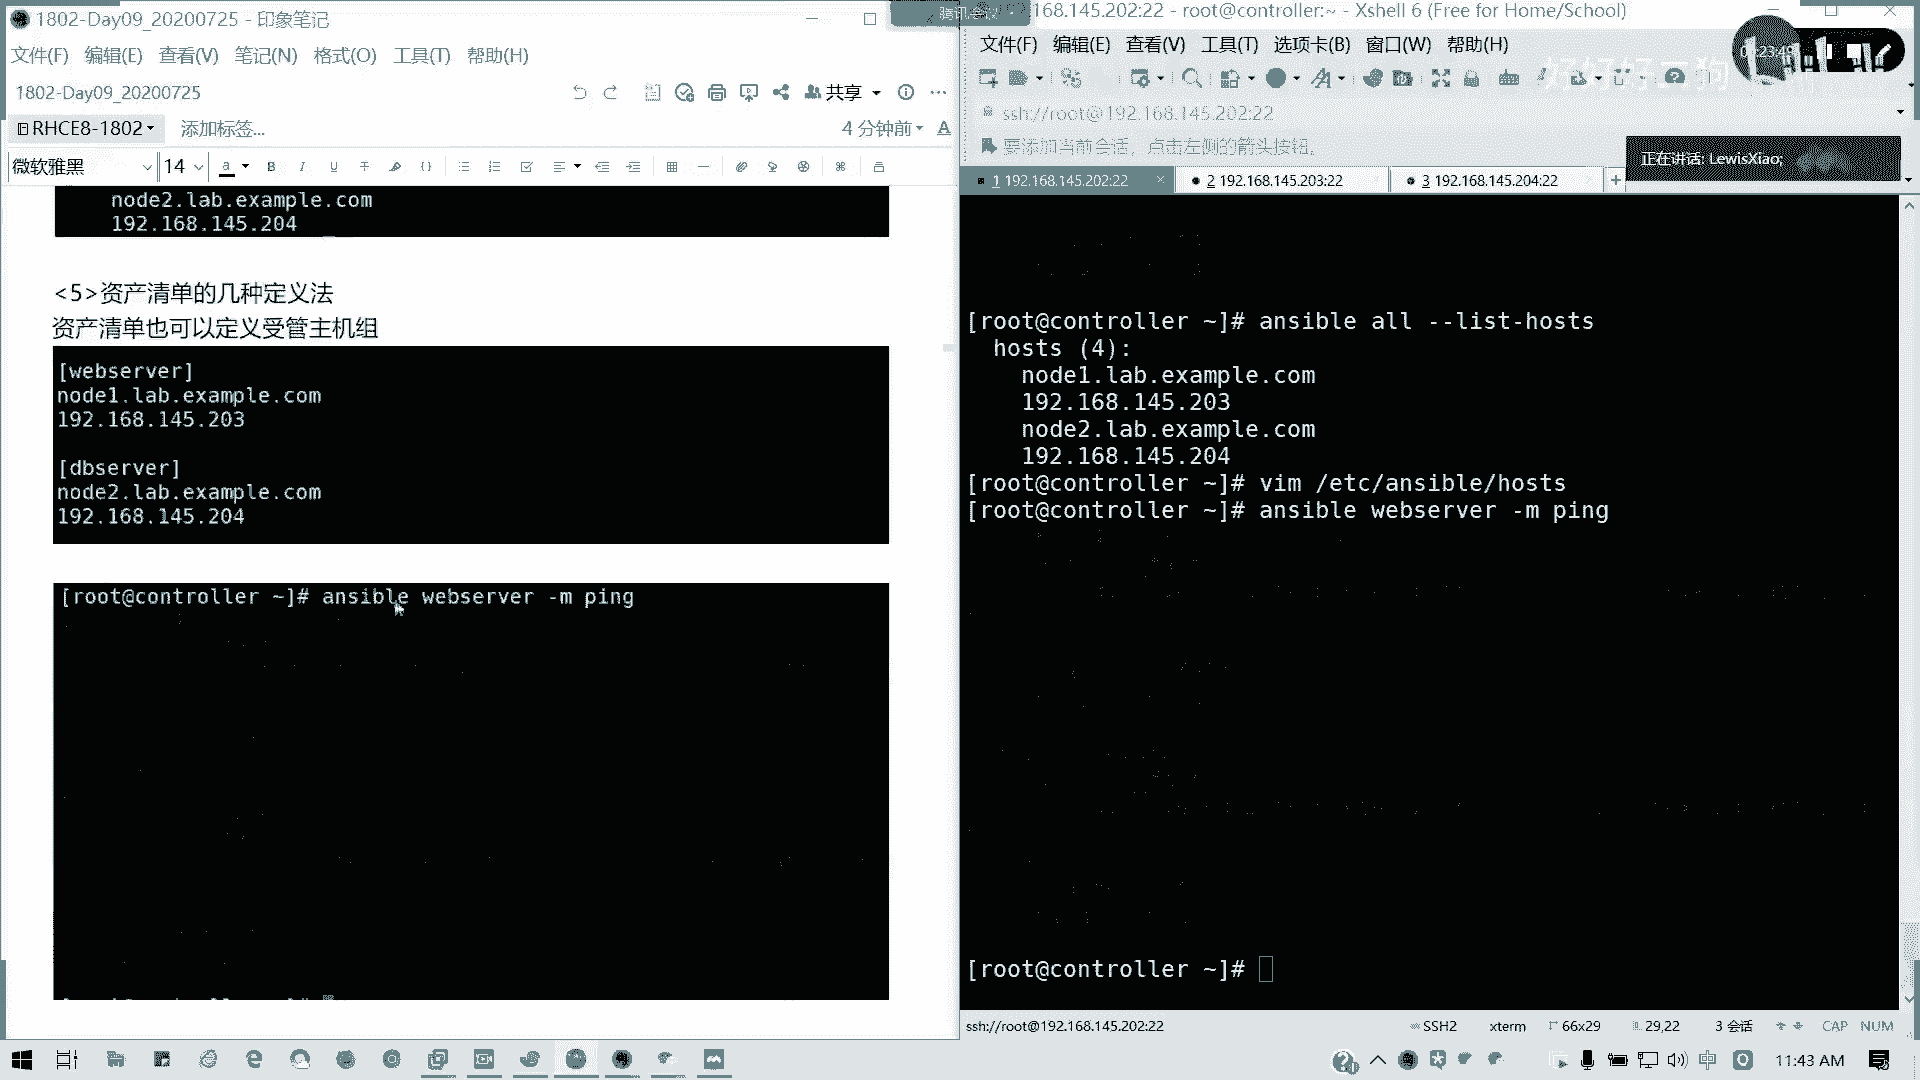 1802-Day09_20200725 - 印象笔记
文件(F) 编辑(E) 查看(V) 笔记(N) 格式(O) 工具(T) 帮助(H)
1802-Day09_20200725
共享
RHCE8-1802
添加标签...
4 分钟前
微软雅黑
14
node2.lab.example.com
192.168.145.204
<5>资产清单的几种定义法
资产清单也可以定义受管主机组
[webserver]
node1.lab.example.com
192.168.145.203
[dbserver]
node2.lab.example.com
192.168.145.204
[root@controller ~]# ansible webserver -m ping
腾讯会议
168.145.202:22 - root@controller:~ - Xshell 6 (Free for Home/School)
文件(F) 编辑(E) 查看(V) 工具(T) 选项卡(B) 窗口(W) 帮助(H)
ssh://root@192.168.145.202:22
要添加当前会话，点击左侧的箭头按钮。
正在讲话: LewisXiao;
1 192.168.145.202:22
2 192.168.145.203:22
3 192.168.145.204:22
[root@controller ~]# ansible all --list-hosts
hosts (4):
node1.lab.example.com
192.168.145.203
node2.lab.example.com
192.168.145.204
[root@controller ~]# vim /etc/ansible/hosts
[root@controller ~]# ansible webserver -m ping
[root@controller ~]#
ssh://root@192.168.145.202:22
SSH2
xterm
66x29
29,22
3 会话
CAP NUM
中
11:43 AM